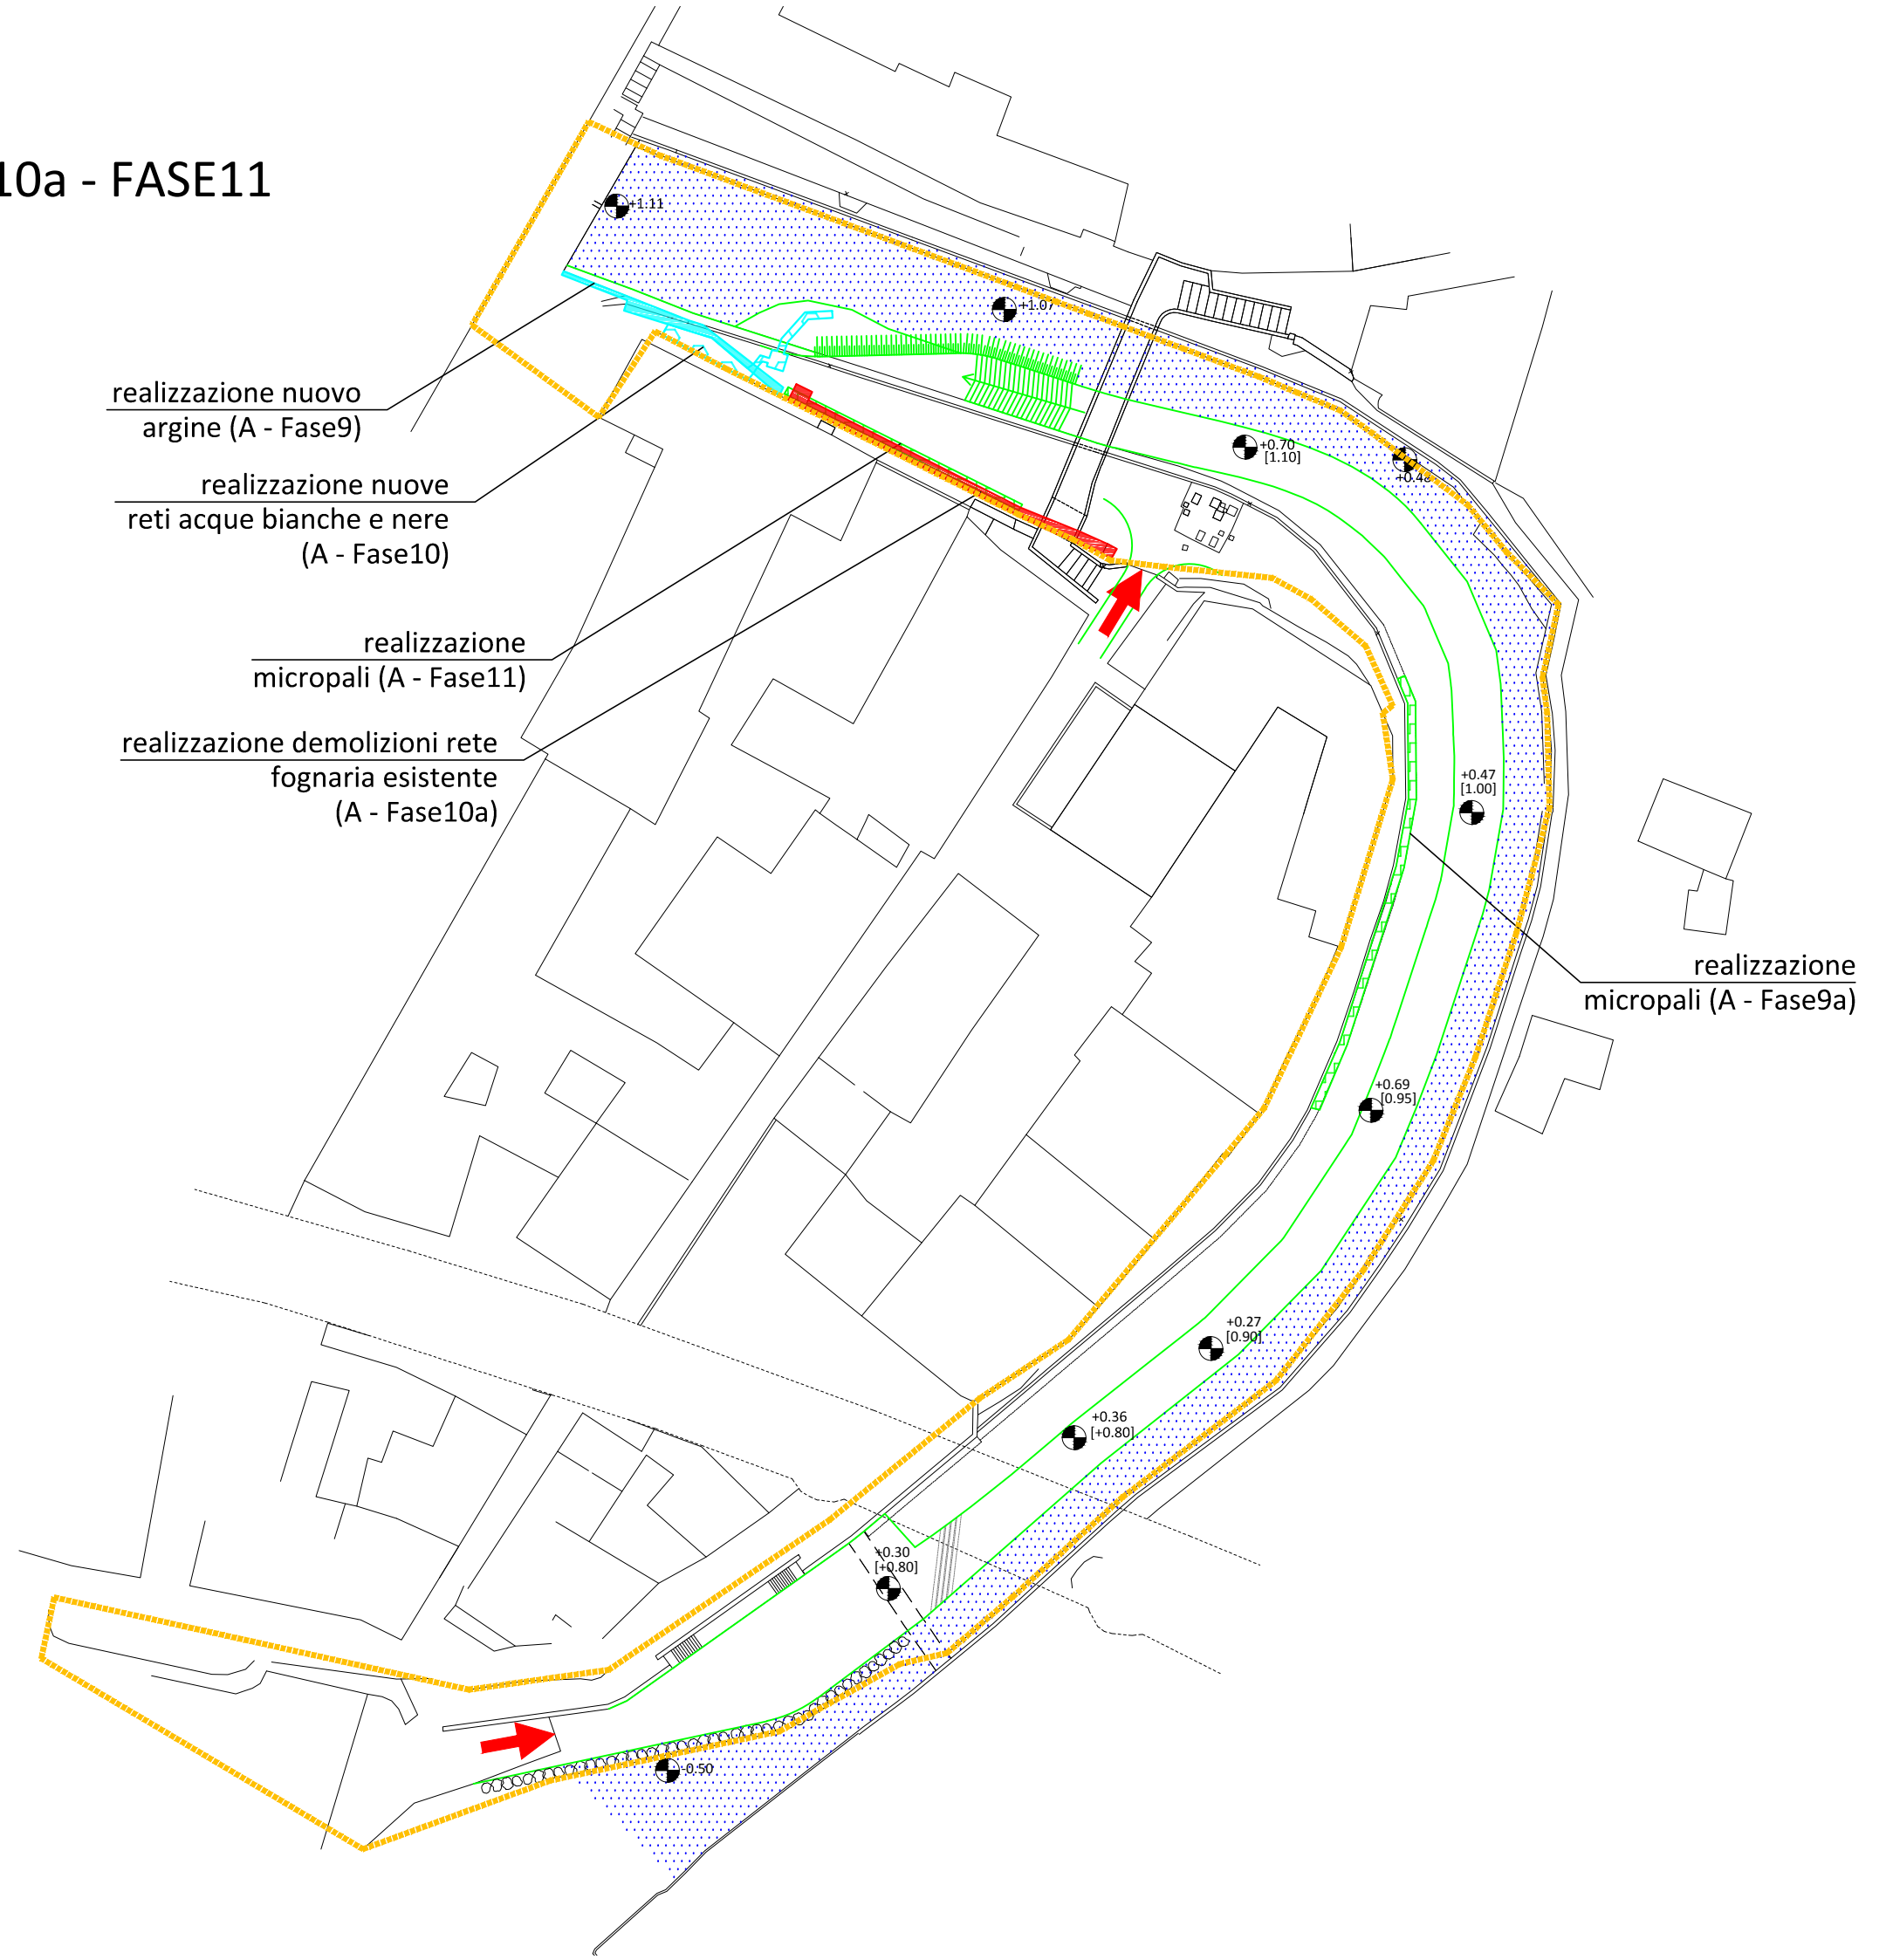 10a - FASE11
+1.11
+1.07
realizzazione nuovo
argine (A - Fase9)
+0.70
[1.10]
realizzazione nuove
reti acque bianche e nere
(A - Fase10)
realizzazione
micropali (A - Fase11)
realizzazione demolizioni rete
fognaria esistente
(A - Fase10a)
+0.47
[1.00]
realizzazione
micropali (A - Fase9a)
+0.69
[0.95]
+0.27
[0.90]
+0.36
[+0.80]
+0.30
[+0.80]
-0.50